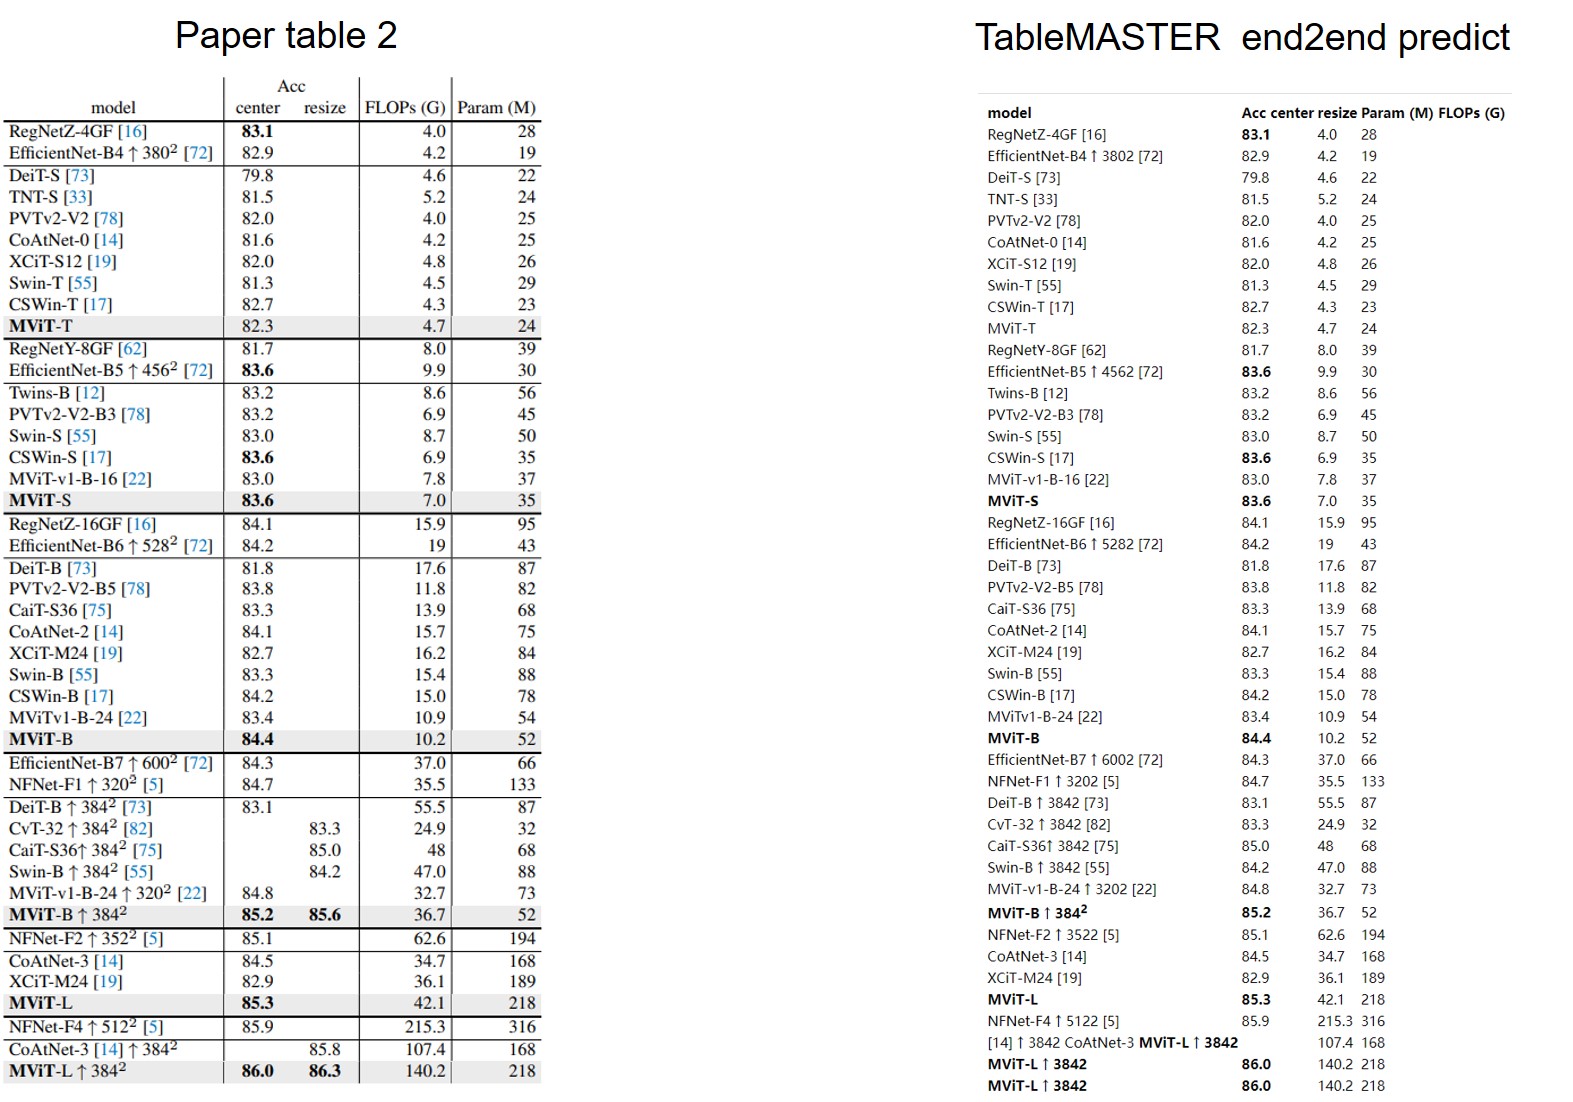 Paper table 2
Acc
model center resize FLOPs (G) Param (M)
RegNetZ-4GF [16] 83.1 4.0 28
EfficientNet-B4 ↑ 380² [72] 82.9 4.2 19
DeiT-S [73] 79.8 4.6 22
TNT-S [33] 81.5 5.2 24
PVTv2-V2 [78] 82.0 4.0 25
CoAtNet-0 [14] 81.6 4.2 25
XCiT-S12 [19] 82.0 4.8 26
Swin-T [55] 81.3 4.5 29
CSWin-T [17] 82.7 4.3 23
MViT-T 82.3 4.7 24
RegNetY-8GF [62] 81.7 8.0 39
EfficientNet-B5 ↑ 456² [72] 83.6 9.9 30
Twins-B [12] 83.2 8.6 56
PVTv2-V2-B3 [78] 83.2 6.9 45
Swin-S [55] 83.0 8.7 50
CSWin-S [17] 83.6 6.9 35
MViT-v1-B-16 [22] 83.0 7.8 37
MViT-S 83.6 7.0 35
RegNetZ-16GF [16] 84.1 15.9 95
EfficientNet-B6 ↑ 528² [72] 84.2 19 43
DeiT-B [73] 81.8 17.6 87
PVTv2-V2-B5 [78] 83.8 11.8 82
CaiT-S36 [75] 83.3 13.9 68
CoAtNet-2 [14] 84.1 15.7 75
XCiT-M24 [19] 82.7 16.2 84
Swin-B [55] 83.3 15.4 88
CSWin-B [17] 84.2 15.0 78
MViTv1-B-24 [22] 83.4 10.9 54
MViT-B 84.4 10.2 52
EfficientNet-B7 ↑ 600² [72] 84.3 37.0 66
NFNet-F1 ↑ 320² [5] 84.7 35.5 133
DeiT-B ↑ 384² [73] 83.1 55.5 87
CvT-32 ↑ 384² [82] 83.3 24.9 32
CaiT-S36↑ 384² [75] 85.0 48 68
Swin-B ↑ 384² [55] 84.2 47.0 88
MViT-v1-B-24 ↑ 320² [22] 84.8 32.7 73
MViT-B ↑ 384² 85.2 85.6 36.7 52
NFNet-F2 ↑ 352² [5] 85.1 62.6 194
CoAtNet-3 [14] 84.5 34.7 168
XCiT-M24 [19] 82.9 36.1 189
MViT-L 85.3 42.1 218
NFNet-F4 ↑ 512² [5] 85.9 215.3 316
CoAtNet-3 [14] ↑ 384² 85.8 107.4 168
MViT-L ↑ 384² 86.0 86.3 140.2 218
TableMASTER end2end predict
model Acc center resize Param (M) FLOPs (G)
RegNetZ-4GF [16] 83.1 4.0 28
EfficientNet-B4 ↑ 3802 [72] 82.9 4.2 19
DeiT-S [73] 79.8 4.6 22
TNT-S [33] 81.5 5.2 24
PVTv2-V2 [78] 82.0 4.0 25
CoAtNet-0 [14] 81.6 4.2 25
XCiT-S12 [19] 82.0 4.8 26
Swin-T [55] 81.3 4.5 29
CSWin-T [17] 82.7 4.3 23
MViT-T 82.3 4.7 24
RegNetY-8GF [62] 81.7 8.0 39
EfficientNet-B5 ↑ 4562 [72] 83.6 9.9 30
Twins-B [12] 83.2 8.6 56
PVTv2-V2-B3 [78] 83.2 6.9 45
Swin-S [55] 83.0 8.7 50
CSWin-S [17] 83.6 6.9 35
MViT-v1-B-16 [22] 83.0 7.8 37
MViT-S 83.6 7.0 35
RegNetZ-16GF [16] 84.1 15.9 95
EfficientNet-B6 ↑ 5282 [72] 84.2 19 43
DeiT-B [73] 81.8 17.6 87
PVTv2-V2-B5 [78] 83.8 11.8 82
CaiT-S36 [75] 83.3 13.9 68
CoAtNet-2 [14] 84.1 15.7 75
XCiT-M24 [19] 82.7 16.2 84
Swin-B [55] 83.3 15.4 88
CSWin-B [17] 84.2 15.0 78
MViTv1-B-24 [22] 83.4 10.9 54
MViT-B 84.4 10.2 52
EfficientNet-B7 ↑ 6002 [72] 84.3 37.0 66
NFNet-F1 ↑ 3202 [5] 84.7 35.5 133
DeiT-B ↑ 3842 [73] 83.1 55.5 87
CvT-32 ↑ 3842 [82] 83.3 24.9 32
CaiT-S36↑ 3842 [75] 85.0 48 68
Swin-B ↑ 3842 [55] 84.2 47.0 88
MViT-v1-B-24 ↑ 3202 [22] 84.8 32.7 73
MViT-B ↑ 384² 85.2 36.7 52
NFNet-F2 ↑ 3522 [5] 85.1 62.6 194
CoAtNet-3 [14] 84.5 34.7 168
XCiT-M24 [19] 82.9 36.1 189
MViT-L 85.3 42.1 218
NFNet-F4 ↑ 5122 [5] 85.9 215.3 316
[14] ↑ 3842 CoAtNet-3 MViT-L ↑ 3842 107.4 168
MViT-L ↑ 3842 86.0 140.2 218
MViT-L ↑ 3842 86.0 140.2 218